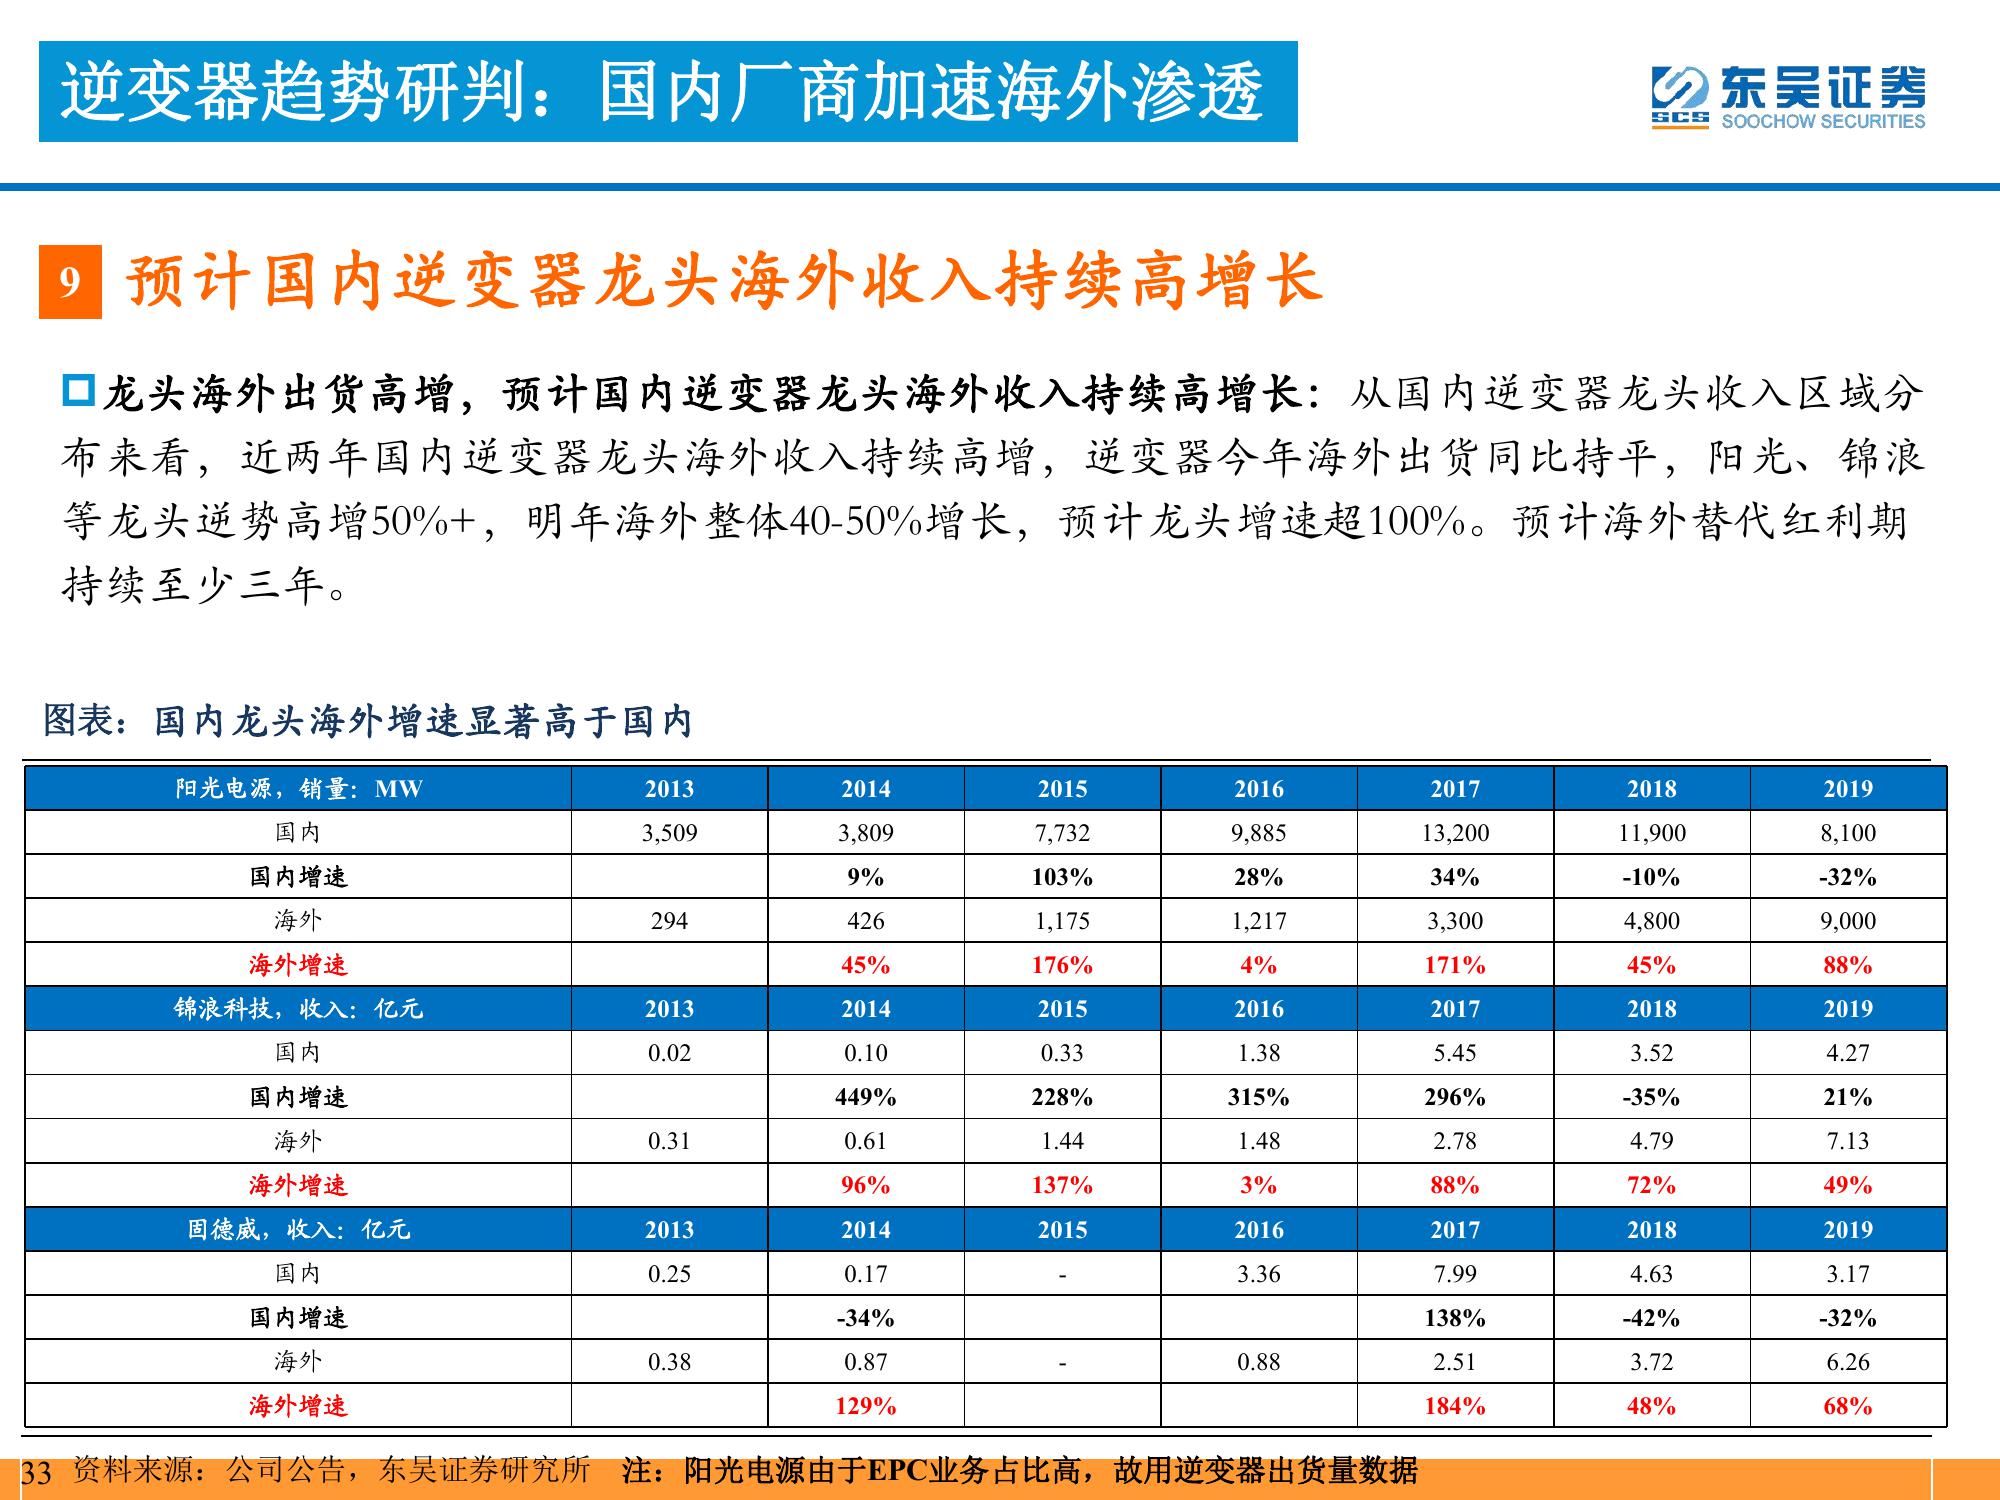 逆变器趋势研判：国内厂商加速海外渗透
东吴证券
SCS SOOCHOW SECURITIES
9 预计国内逆变器龙头海外收入持续高增长
龙头海外出货高增，预计国内逆变器龙头海外收入持续高增长：从国内逆变器龙头收入区域分
布来看，近两年国内逆变器龙头海外收入持续高增，逆变器今年海外出货同比持平，阳光、锦浪
等龙头逆势高增50%+，明年海外整体40-50%增长，预计龙头增速超100%。预计海外替代红利期
持续至少三年。
图表：国内龙头海外增速显著高于国内
阳光电源，销量：MW 2013 2014 2015 2016 2017 2018 2019
国内 3,509 3,809 7,732 9,885 13,200 11,900 8,100
国内增速 9% 103% 28% 34% -10% -32%
海外 294 426 1,175 1,217 3,300 4,800 9,000
海外增速 45% 176% 4% 171% 45% 88%
锦浪科技，收入：亿元 2013 2014 2015 2016 2017 2018 2019
国内 0.02 0.10 0.33 1.38 5.45 3.52 4.27
国内增速 449% 228% 315% 296% -35% 21%
海外 0.31 0.61 1.44 1.48 2.78 4.79 7.13
海外增速 96% 137% 3% 88% 72% 49%
固德威，收入：亿元 2013 2014 2015 2016 2017 2018 2019
国内 0.25 0.17 - 3.36 7.99 4.63 3.17
国内增速 -34% 138% -42% -32%
海外 0.38 0.87 - 0.88 2.51 3.72 6.26
海外增速 129% 184% 48% 68%
33 资料来源：公司公告，东吴证券研究所 注：阳光电源由于EPC业务占比高，故用逆变器出货量数据